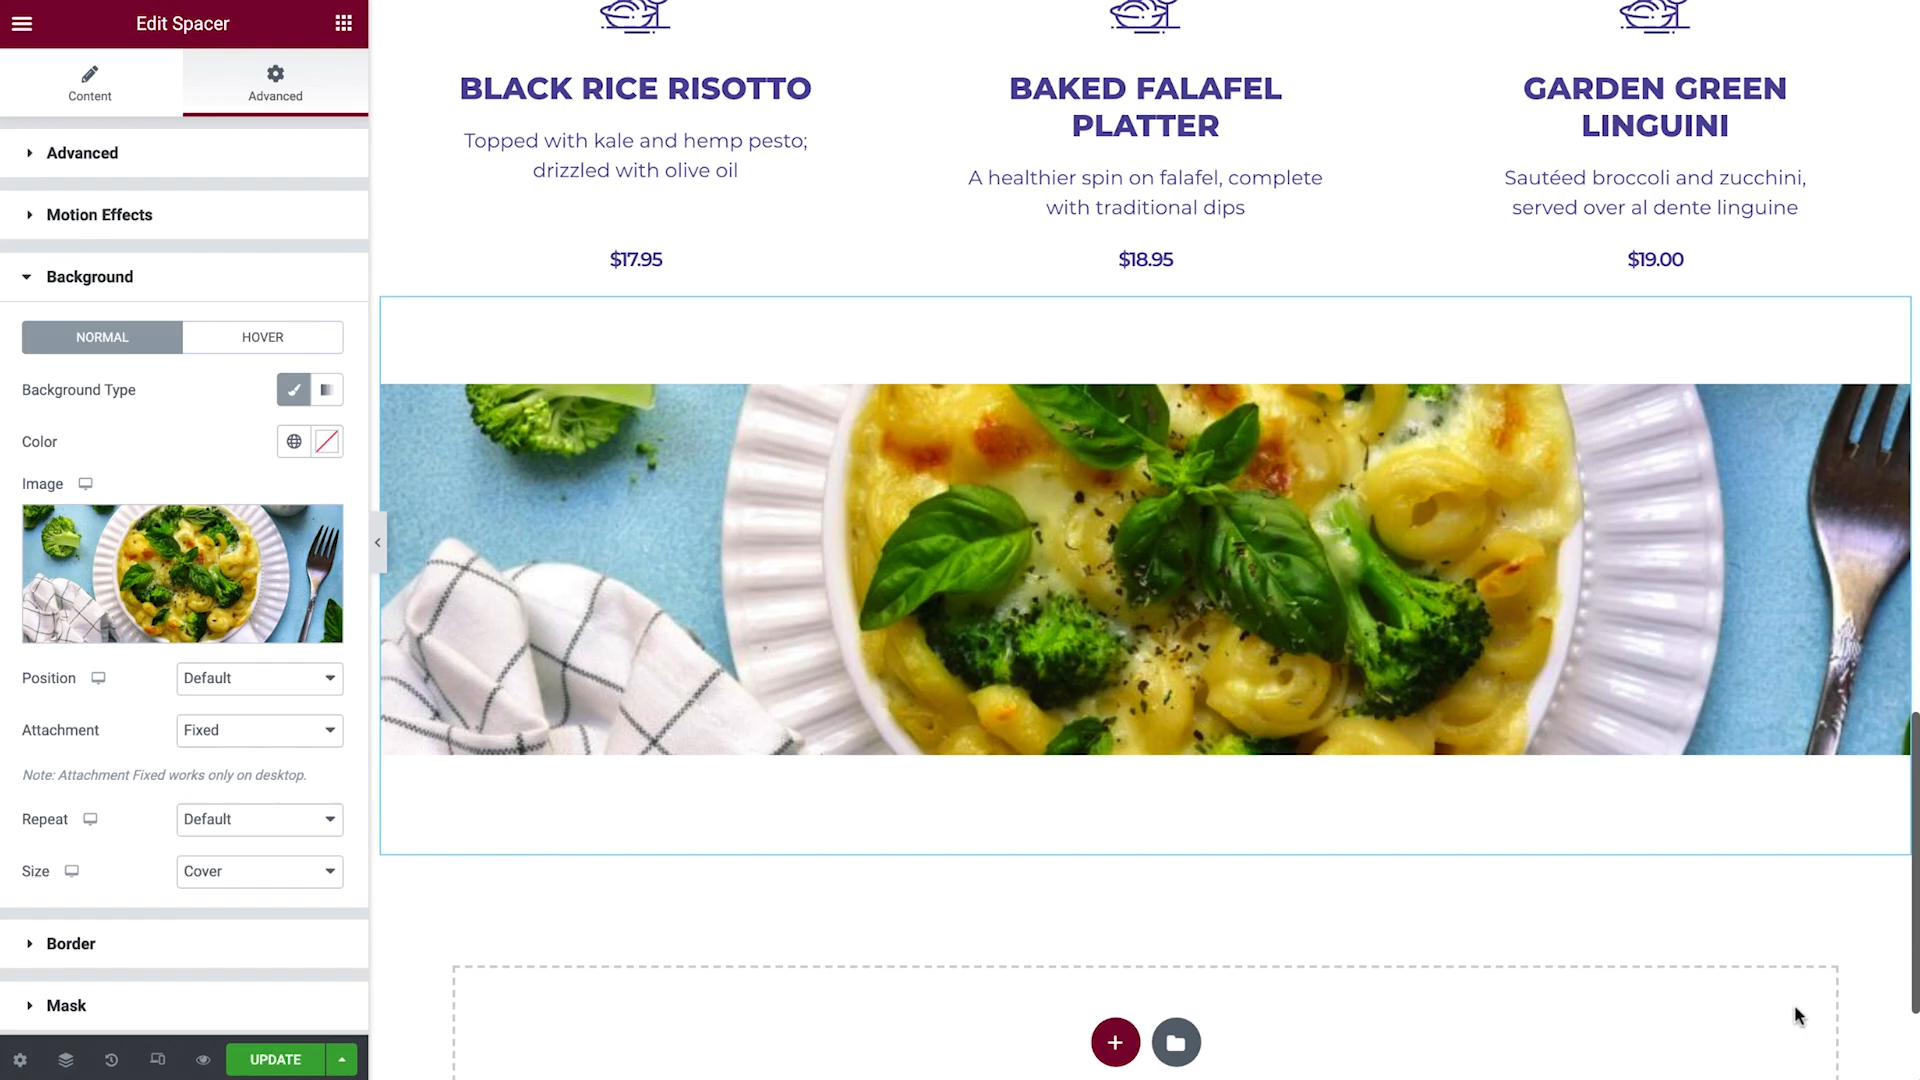 Edit Spacer
Content
Advanced
Advanced
Motion Effects
Background
NORMAL
HOVER
Background Type
Color
Image
Position
Default
Attachment
Fixed
Note: Attachment Fixed works only on desktop.
Repeat
Default
Size
Cover
Border
Mask
UPDATE
BLACK RICE RISOTTO
Topped with kale and hemp pesto;
drizzled with olive oil
$17.95
BAKED FALAFEL
PLATTER
A healthier spin on falafel, complete
with traditional dips
$18.95
GARDEN GREEN
LINGUINI
Sautéed broccoli and zucchini,
served over al dente linguine
$19.00